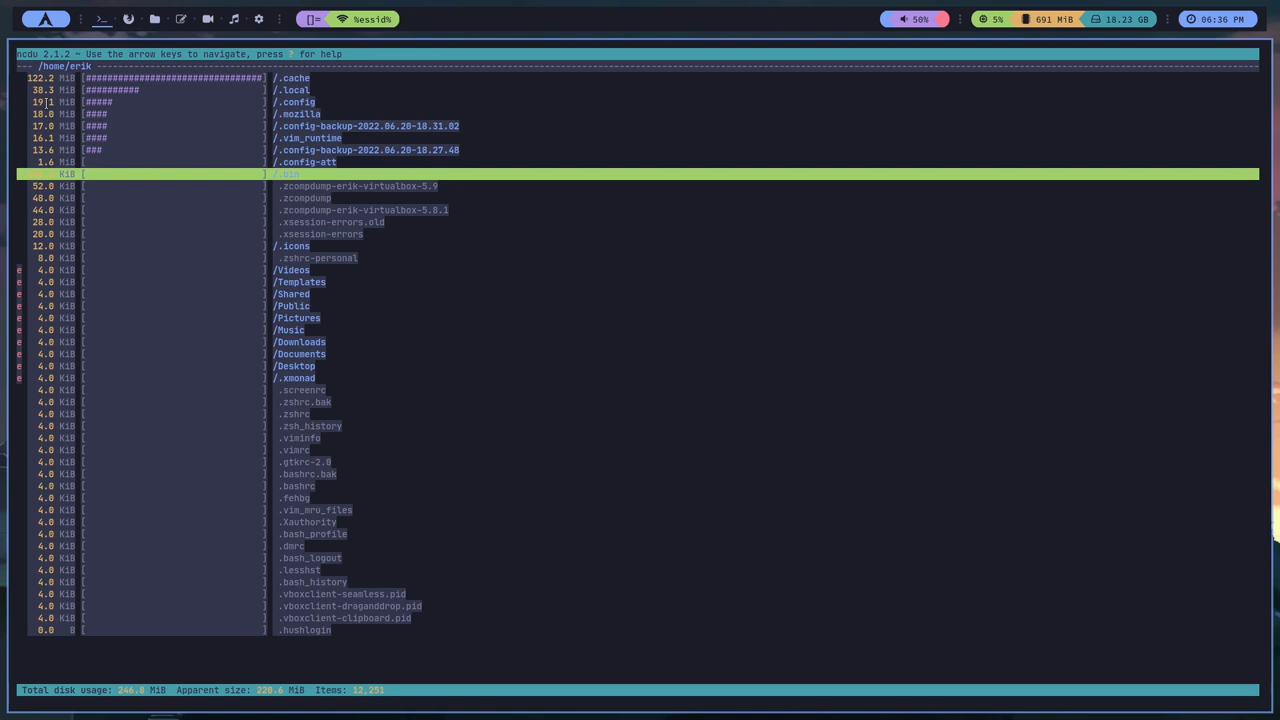 []= %essid% 50% 5% 691 MiB 18.23 GB 06:36 PM
ncdu 2.1.2 ~ Use the arrow keys to navigate, press ? for help
--- /home/erik ---
122.2 MiB [#################################] /.cache
38.3 MiB [########## ] /.local
19.1 MiB [##### ] /.config
18.0 MiB [#### ] /.mozilla
17.0 MiB [#### ] /.config-backup-2022.06.20-18.31.02
16.1 MiB [#### ] /.vim_runtime
13.6 MiB [### ] /.config-backup-2022.06.20-18.27.48
1.6 MiB [ ] /.config-att
KiB [ ] /.bin
52.0 KiB [ ] .zcompdump-erik-virtualbox-5.9
48.0 KiB [ ] .zcompdump
44.0 KiB [ ] .zcompdump-erik-virtualbox-5.8.1
28.0 KiB [ ] .xsession-errors.old
20.0 KiB [ ] .xsession-errors
12.0 KiB [ ] /.icons
8.0 KiB [ ] .zshrc-personal
e 4.0 KiB [ ] /Videos
e 4.0 KiB [ ] /Templates
e 4.0 KiB [ ] /Shared
e 4.0 KiB [ ] /Public
e 4.0 KiB [ ] /Pictures
e 4.0 KiB [ ] /Music
e 4.0 KiB [ ] /Downloads
e 4.0 KiB [ ] /Documents
e 4.0 KiB [ ] /Desktop
e 4.0 KiB [ ] /.xmonad
4.0 KiB [ ] .screenrc
4.0 KiB [ ] .zshrc.bak
4.0 KiB [ ] .zshrc
4.0 KiB [ ] .zsh_history
4.0 KiB [ ] .viminfo
4.0 KiB [ ] .vimrc
4.0 KiB [ ] .gtkrc-2.0
4.0 KiB [ ] .bashrc.bak
4.0 KiB [ ] .bashrc
4.0 KiB [ ] .fehbg
4.0 KiB [ ] .vim_mru_files
4.0 KiB [ ] .Xauthority
4.0 KiB [ ] .bash_profile
4.0 KiB [ ] .dmrc
4.0 KiB [ ] .bash_logout
4.0 KiB [ ] .lesshst
4.0 KiB [ ] .bash_history
4.0 KiB [ ] .vboxclient-seamless.pid
4.0 KiB [ ] .vboxclient-draganddrop.pid
4.0 KiB [ ] .vboxclient-clipboard.pid
0.0 B [ ] .hushlogin
Total disk usage: 246.8 MiB Apparent size: 220.6 MiB Items: 12,251